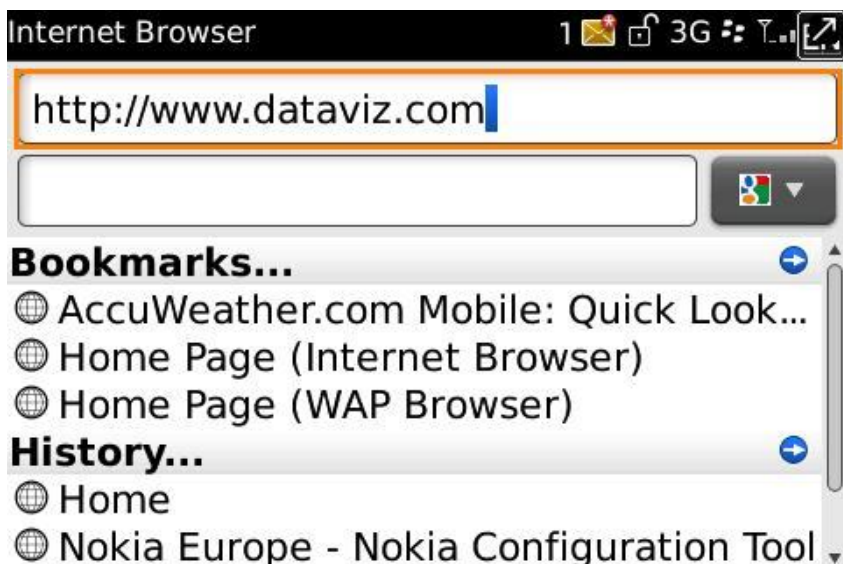 Internet Browser 1 3G
http://www.dataviz.com
Bookmarks...
AccuWeather.com Mobile: Quick Look...
Home Page (Internet Browser)
Home Page (WAP Browser)
History...
Home
Nokia Europe - Nokia Configuration Tool